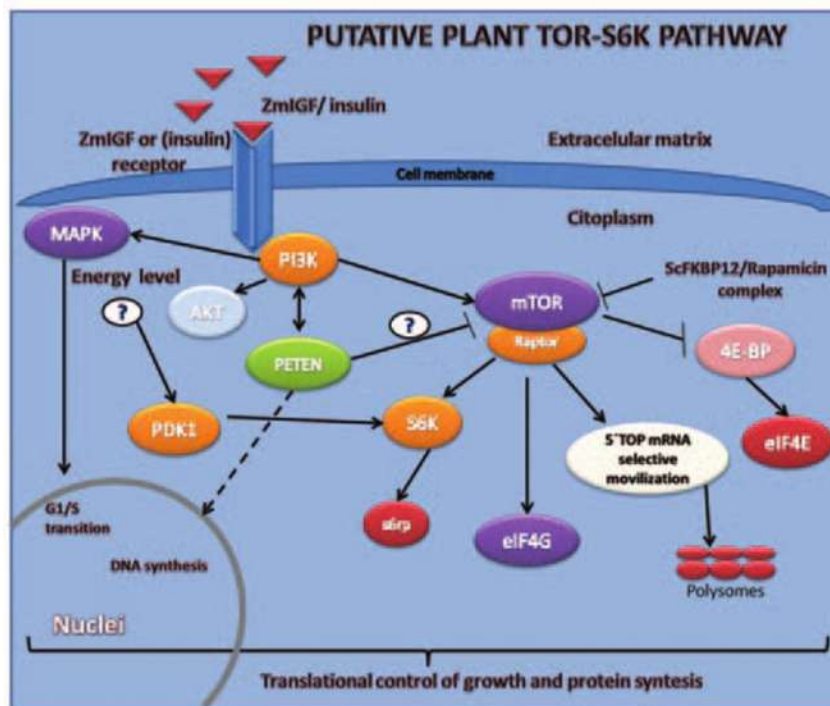 PUTATIVE PLANT TOR-S6K PATHWAY
ZmIGF/ insulin
ZmIGF or (insulin)
receptor
Extracelular matrix
Cell membrane
Citoplasm
MAPK
PI3K
Energy level
ScFKBP12/Rapamicin
complex
?
AKT
mTOR
?
Raptor
4E-BP
PETEN
PDK1
S6K
5´TOP mRNA
selective
movilization
eIF4E
G1/S
transition
s6rp
eIF4G
DNA synthesis
Polysomes
Nuclei
Translational control of growth and protein syntesis